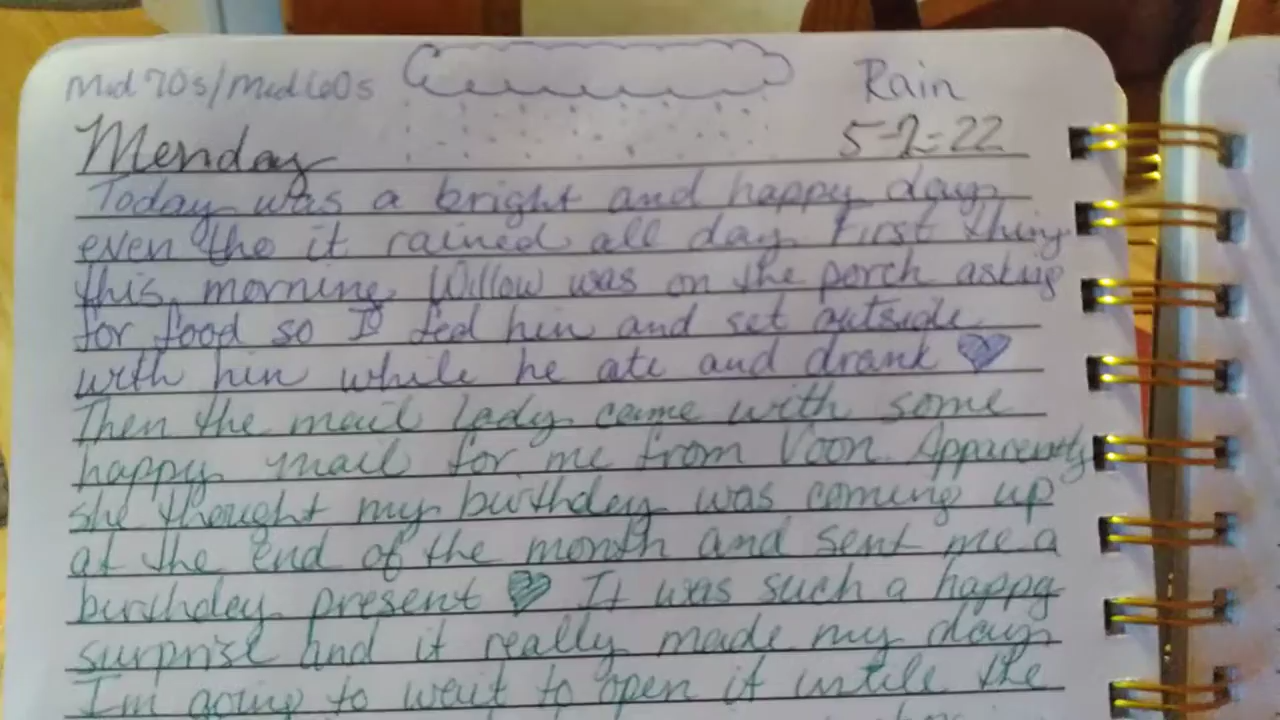 Mid 70s/Mid 60s
Rain
Monday
5-2-22
Today was a bright and happy day
even tho it rained all day. First thing
this morning Willow was on the porch asking
for food so I fed him and set outside
with him while he ate and drank
Then the mail lady came with some
happy mail for me from Voon. Apparently
she thought my birthday was coming up
at the end of the month and sent me a
birthday present It was such a happy
surprise and it really made my day
I'm going to wait to open it untile the